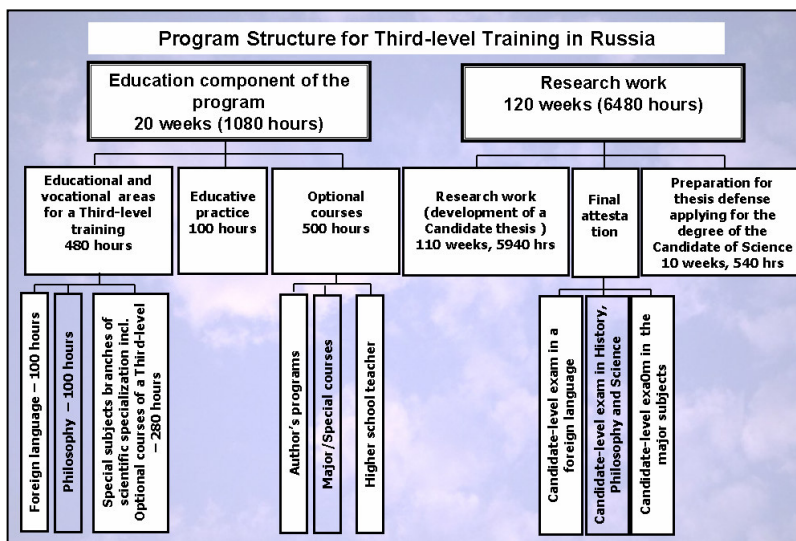 Program Structure for Third-level Training in Russia
Education component of the
program
20 weeks (1080 hours)
Research work
120 weeks (6480 hours)
Educational and
vocational areas
for a Third-level
training
480 hours
Educative
practice
100 hours
Optional
courses
500 hours
Research work
(development of a
Candidate thesis )
110 weeks, 5940 hrs
Final
attesta
tion
Preparation for
thesis defense
applying for the
degree of the
Candidate of Science
10 weeks, 540 hrs
Foreign language – 100 hours
Philosophy – 100 hours
Special subjects branches of
scientific specialization incl.
Optional courses of a Third-level
– 280 hours
Author's programs
Major/Special courses
Higher school teacher
Candidate-level exam in a
foreign language
Candidate-level exam in History,
Philosophy and Science
Candidate-level exa0m in the
major subjects